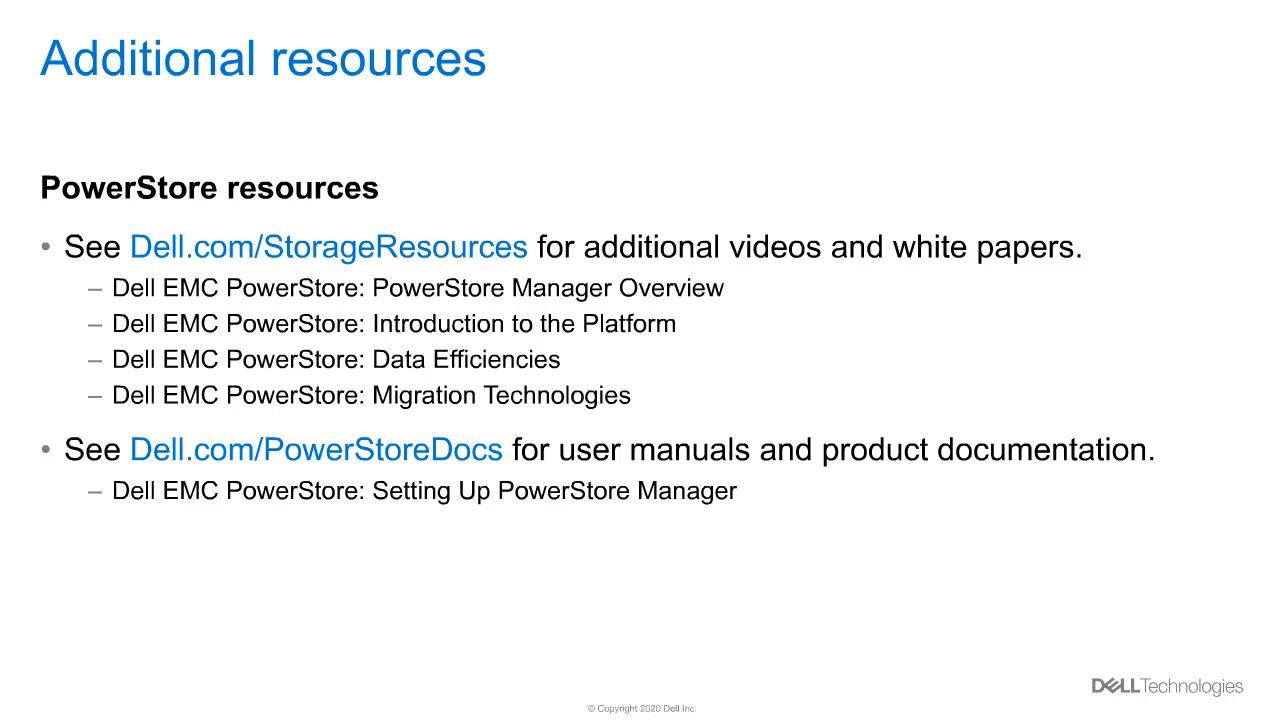 Additional resources
PowerStore resources
• See Dell.com/StorageResources for additional videos and white papers.
– Dell EMC PowerStore: PowerStore Manager Overview
– Dell EMC PowerStore: Introduction to the Platform
– Dell EMC PowerStore: Data Efficiencies
– Dell EMC PowerStore: Migration Technologies
• See Dell.com/PowerStoreDocs for user manuals and product documentation.
– Dell EMC PowerStore: Setting Up PowerStore Manager
DELLTechnologies
© Copyright 2020 Dell Inc.